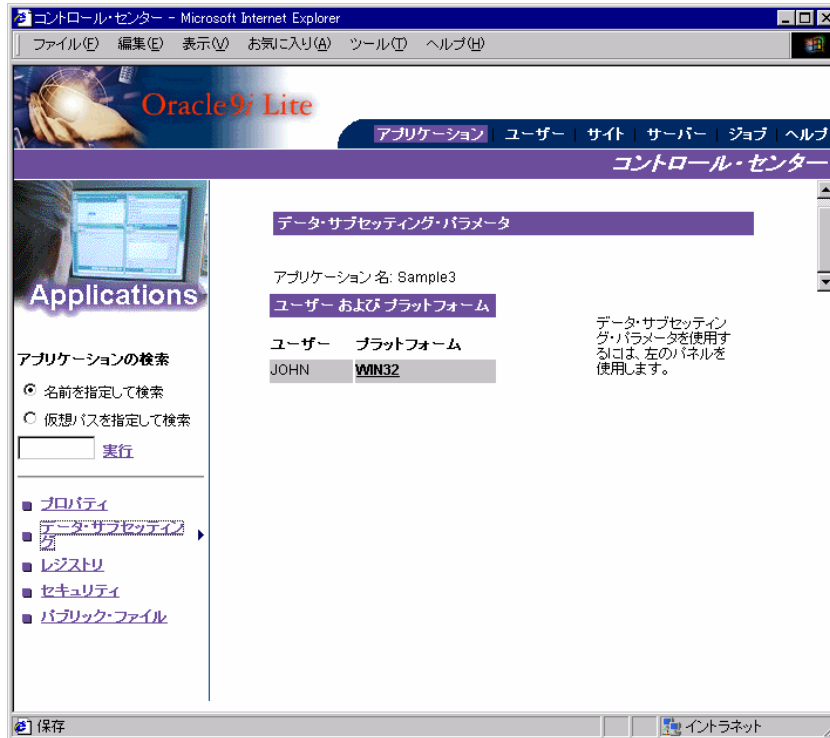 コントロール・センター - Microsoft Internet Explorer
ファイル(F) 編集(E) 表示(V) お気に入り(A) ツール(T) ヘルプ(H)
Oracle9i Lite
アプリケーション ユーザー サイト サーバー ジョブ ヘルプ
コントロール・センター
Applications
アプリケーションの検索
名前を指定して検索
仮想パスを指定して検索
実行
プロパティ
データ・サブセッティン
グ
レジストリ
セキュリティ
パブリック・ファイル
データ・サブセッティング・パラメータ
アプリケーション名: Sample3
ユーザー および プラットフォーム
ユーザー プラットフォーム
JOHN WIN32
データ・サブセッティン
グ・パラメータを使用す
るには、左のパネルを
使用します。
保存
イントラネット